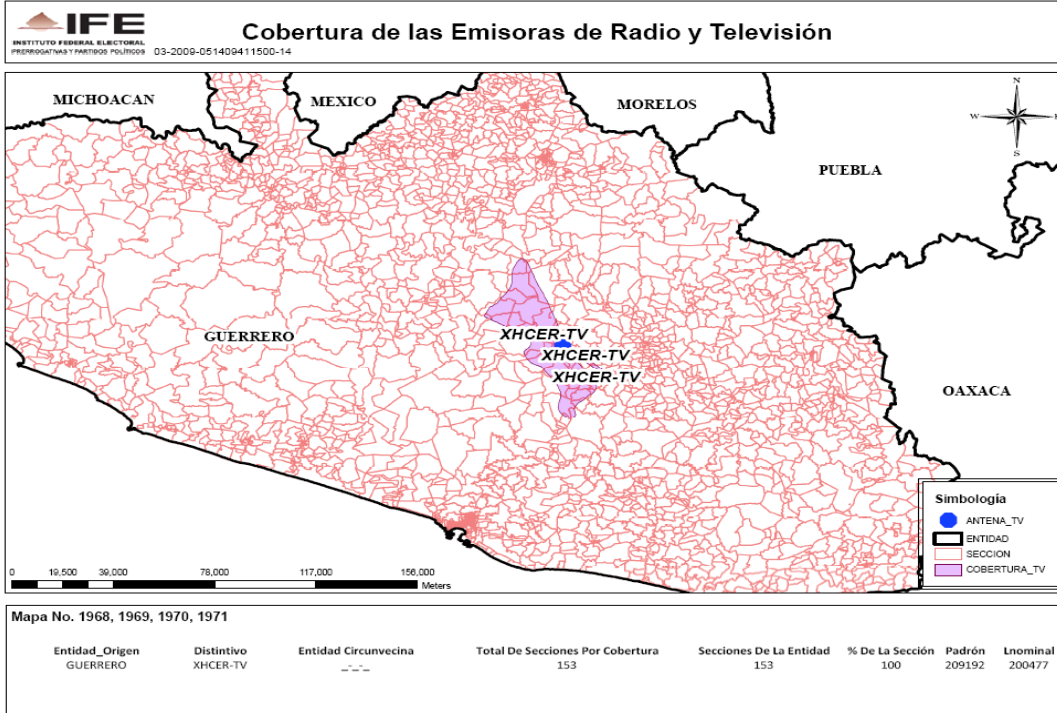 IFE
INSTITUTO FEDERAL ELECTORAL
PRERROGATIVAS Y PARTIDOS POLÍTICOS
03-2009-051409411500-14
Cobertura de las Emisoras de Radio y Televisión
MICHOACAN
MEXICO
MORELOS
PUEBLA
N
W
E
S
GUERRERO
XHCER-TV
XHCER-TV
XHCER-TV
OAXACA
Simbología
ANTENA_TV
ENTIDAD
SECCION
COBERTURA_TV
0 19,500 39,000 78,000 117,000 156,000
Meters
Mapa No. 1968, 1969, 1970, 1971
Entidad_Origen Distintivo Entidad Circunvecina Total De Secciones Por Cobertura Secciones De La Entidad % De La Sección Padrón Lnominal
GUERRERO XHCER-TV _-_-_ 153 153 100 209192 200477